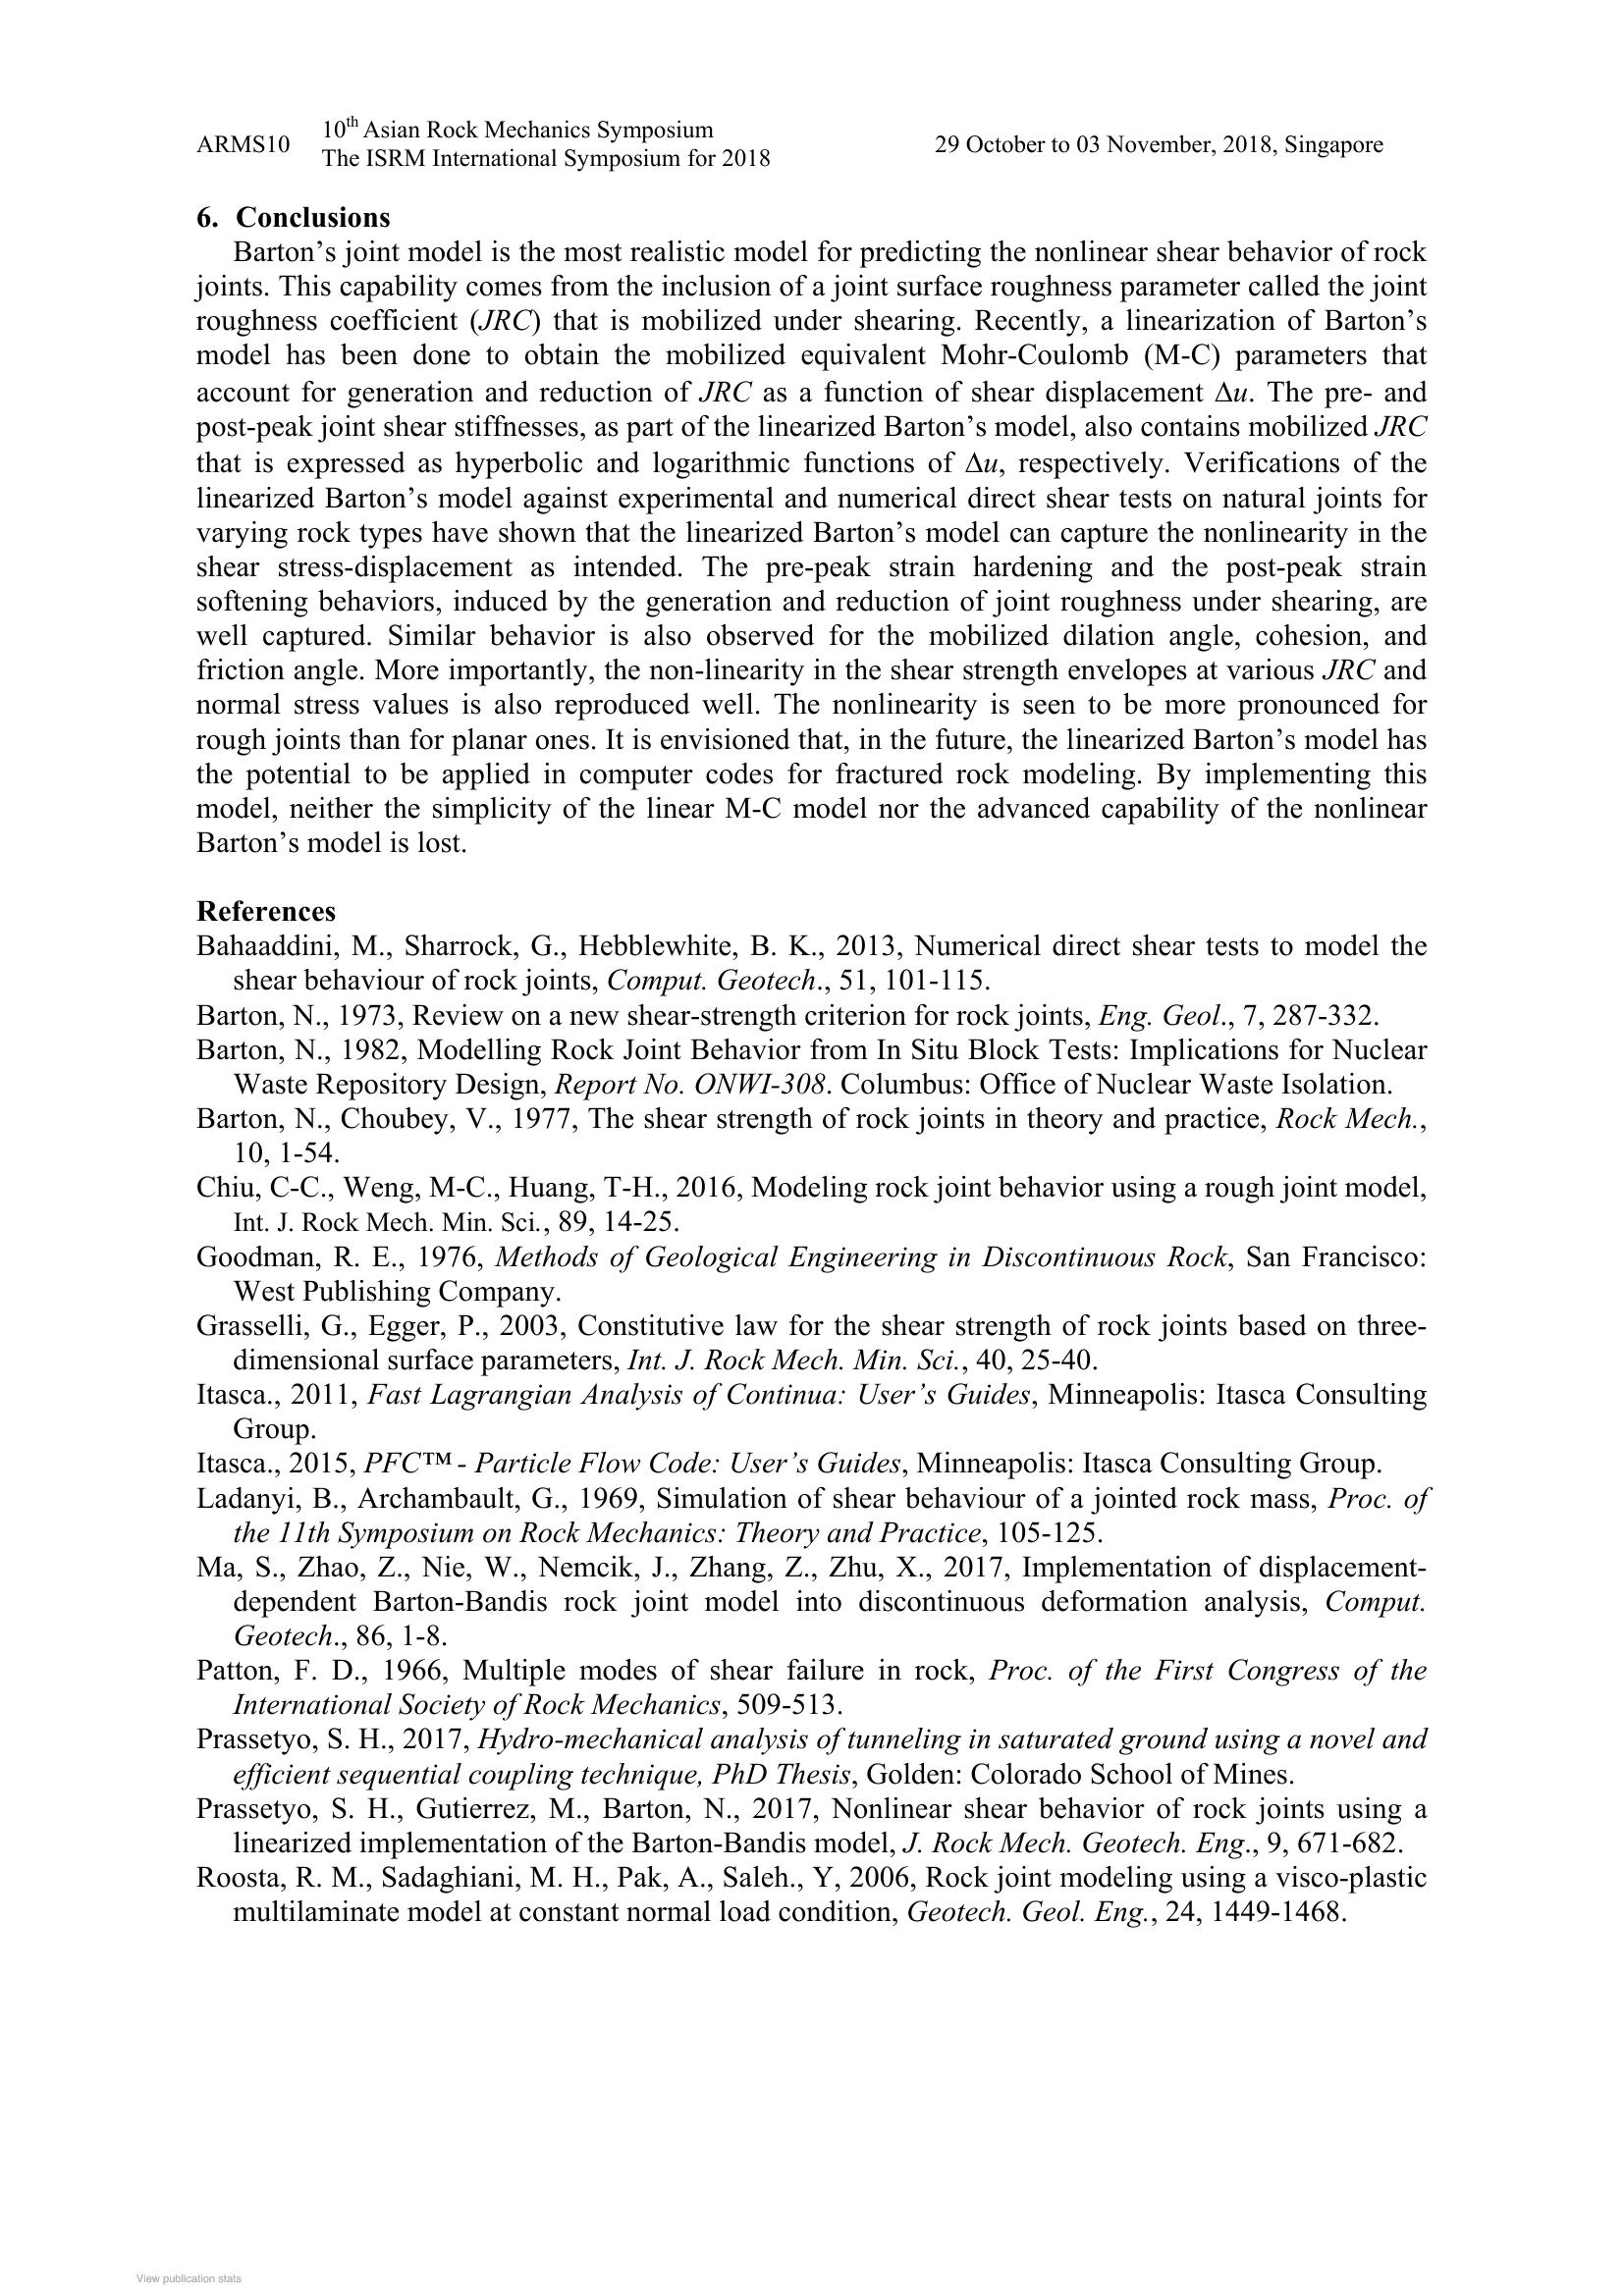 ARMS10
10th Asian Rock Mechanics Symposium
The ISRM International Symposium for 2018
29 October to 03 November, 2018, Singapore
6. Conclusions
Barton’s joint model is the most realistic model for predicting the nonlinear shear behavior of rock
joints. This capability comes from the inclusion of a joint surface roughness parameter called the joint
roughness coefficient (JRC) that is mobilized under shearing. Recently, a linearization of Barton’s
model has been done to obtain the mobilized equivalent Mohr-Coulomb (M-C) parameters that
account for generation and reduction of JRC as a function of shear displacement Δu. The pre- and
post-peak joint shear stiffnesses, as part of the linearized Barton’s model, also contains mobilized JRC
that is expressed as hyperbolic and logarithmic functions of Δu, respectively. Verifications of the
linearized Barton’s model against experimental and numerical direct shear tests on natural joints for
varying rock types have shown that the linearized Barton’s model can capture the nonlinearity in the
shear stress-displacement as intended. The pre-peak strain hardening and the post-peak strain
softening behaviors, induced by the generation and reduction of joint roughness under shearing, are
well captured. Similar behavior is also observed for the mobilized dilation angle, cohesion, and
friction angle. More importantly, the non-linearity in the shear strength envelopes at various JRC and
normal stress values is also reproduced well. The nonlinearity is seen to be more pronounced for
rough joints than for planar ones. It is envisioned that, in the future, the linearized Barton’s model has
the potential to be applied in computer codes for fractured rock modeling. By implementing this
model, neither the simplicity of the linear M-C model nor the advanced capability of the nonlinear
Barton’s model is lost.
References
Bahaaddini, M., Sharrock, G., Hebblewhite, B. K., 2013, Numerical direct shear tests to model the
shear behaviour of rock joints, Comput. Geotech., 51, 101-115.
Barton, N., 1973, Review on a new shear-strength criterion for rock joints, Eng. Geol., 7, 287-332.
Barton, N., 1982, Modelling Rock Joint Behavior from In Situ Block Tests: Implications for Nuclear
Waste Repository Design, Report No. ONWI-308. Columbus: Office of Nuclear Waste Isolation.
Barton, N., Choubey, V., 1977, The shear strength of rock joints in theory and practice, Rock Mech.,
10, 1-54.
Chiu, C-C., Weng, M-C., Huang, T-H., 2016, Modeling rock joint behavior using a rough joint model,
Int. J. Rock Mech. Min. Sci., 89, 14-25.
Goodman, R. E., 1976, Methods of Geological Engineering in Discontinuous Rock, San Francisco:
West Publishing Company.
Grasselli, G., Egger, P., 2003, Constitutive law for the shear strength of rock joints based on three-
dimensional surface parameters, Int. J. Rock Mech. Min. Sci., 40, 25-40.
Itasca., 2011, Fast Lagrangian Analysis of Continua: User’s Guides, Minneapolis: Itasca Consulting
Group.
Itasca., 2015, PFC™ - Particle Flow Code: User’s Guides, Minneapolis: Itasca Consulting Group.
Ladanyi, B., Archambault, G., 1969, Simulation of shear behaviour of a jointed rock mass, Proc. of
the 11th Symposium on Rock Mechanics: Theory and Practice, 105-125.
Ma, S., Zhao, Z., Nie, W., Nemcik, J., Zhang, Z., Zhu, X., 2017, Implementation of displacement-
dependent Barton-Bandis rock joint model into discontinuous deformation analysis, Comput.
Geotech., 86, 1-8.
Patton, F. D., 1966, Multiple modes of shear failure in rock, Proc. of the First Congress of the
International Society of Rock Mechanics, 509-513.
Prassetyo, S. H., 2017, Hydro-mechanical analysis of tunneling in saturated ground using a novel and
efficient sequential coupling technique, PhD Thesis, Golden: Colorado School of Mines.
Prassetyo, S. H., Gutierrez, M., Barton, N., 2017, Nonlinear shear behavior of rock joints using a
linearized implementation of the Barton-Bandis model, J. Rock Mech. Geotech. Eng., 9, 671-682.
Roosta, R. M., Sadaghiani, M. H., Pak, A., Saleh., Y, 2006, Rock joint modeling using a visco-plastic
multilaminate model at constant normal load condition, Geotech. Geol. Eng., 24, 1449-1468.
View publication stats